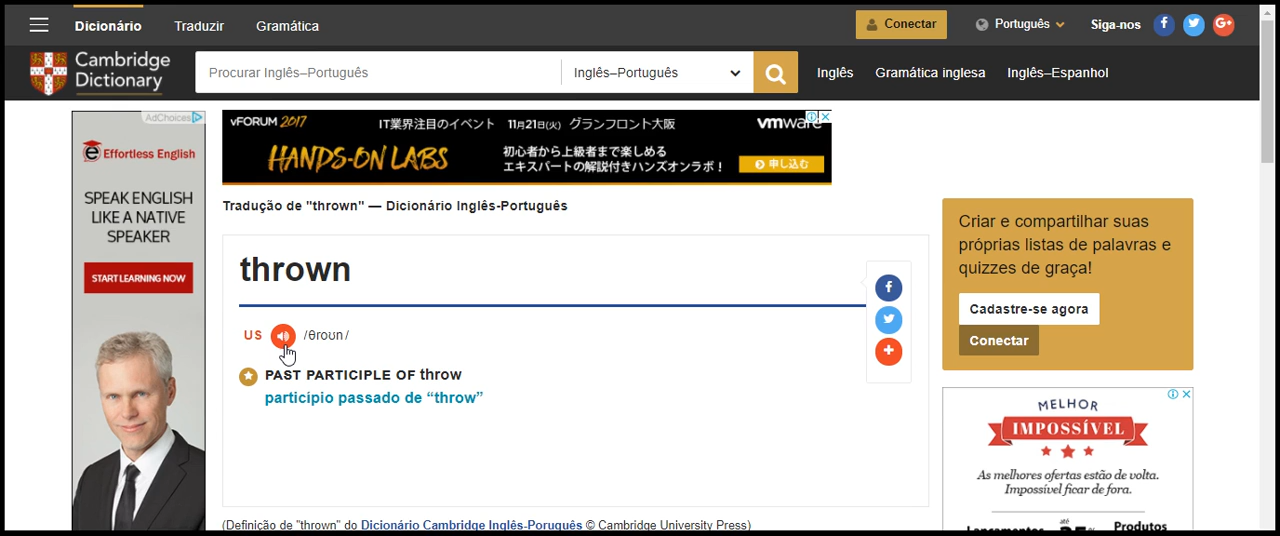 Dicionário
Traduzir
Gramática
Conectar
Português
Siga-nos
Cambridge
Dictionary
Procurar Inglês–Português
Inglês–Português
Inglês
Gramática inglesa
Inglês–Espanhol
AdChoices
Effortless English
SPEAK ENGLISH
LIKE A NATIVE
SPEAKER
START LEARNING NOW
vFORUM 2017
HANDS-ON LABS
IT業界注目のイベント 11月21日(火) グランフロント大阪
初心者から上級者まで楽しめる
エキスパートの解説付きハンズオンラボ！
vmware
申し込む
Tradução de "thrown" — Dicionário Inglês-Português
thrown
US /θroʊn/
PAST PARTICIPLE OF throw
particípio passado de “throw”
(Definição de "thrown" do Dicionário Cambridge Inglês-Poruguês © Cambridge University Press)
Criar e compartilhar suas
próprias listas de palavras e
quizzes de graça!
Cadastre-se agora
Conectar
MELHOR
IMPOSSÍVEL
As melhores ofertas estão de volta.
Impossível ficar de fora.
Lançamentos
até
Produtos